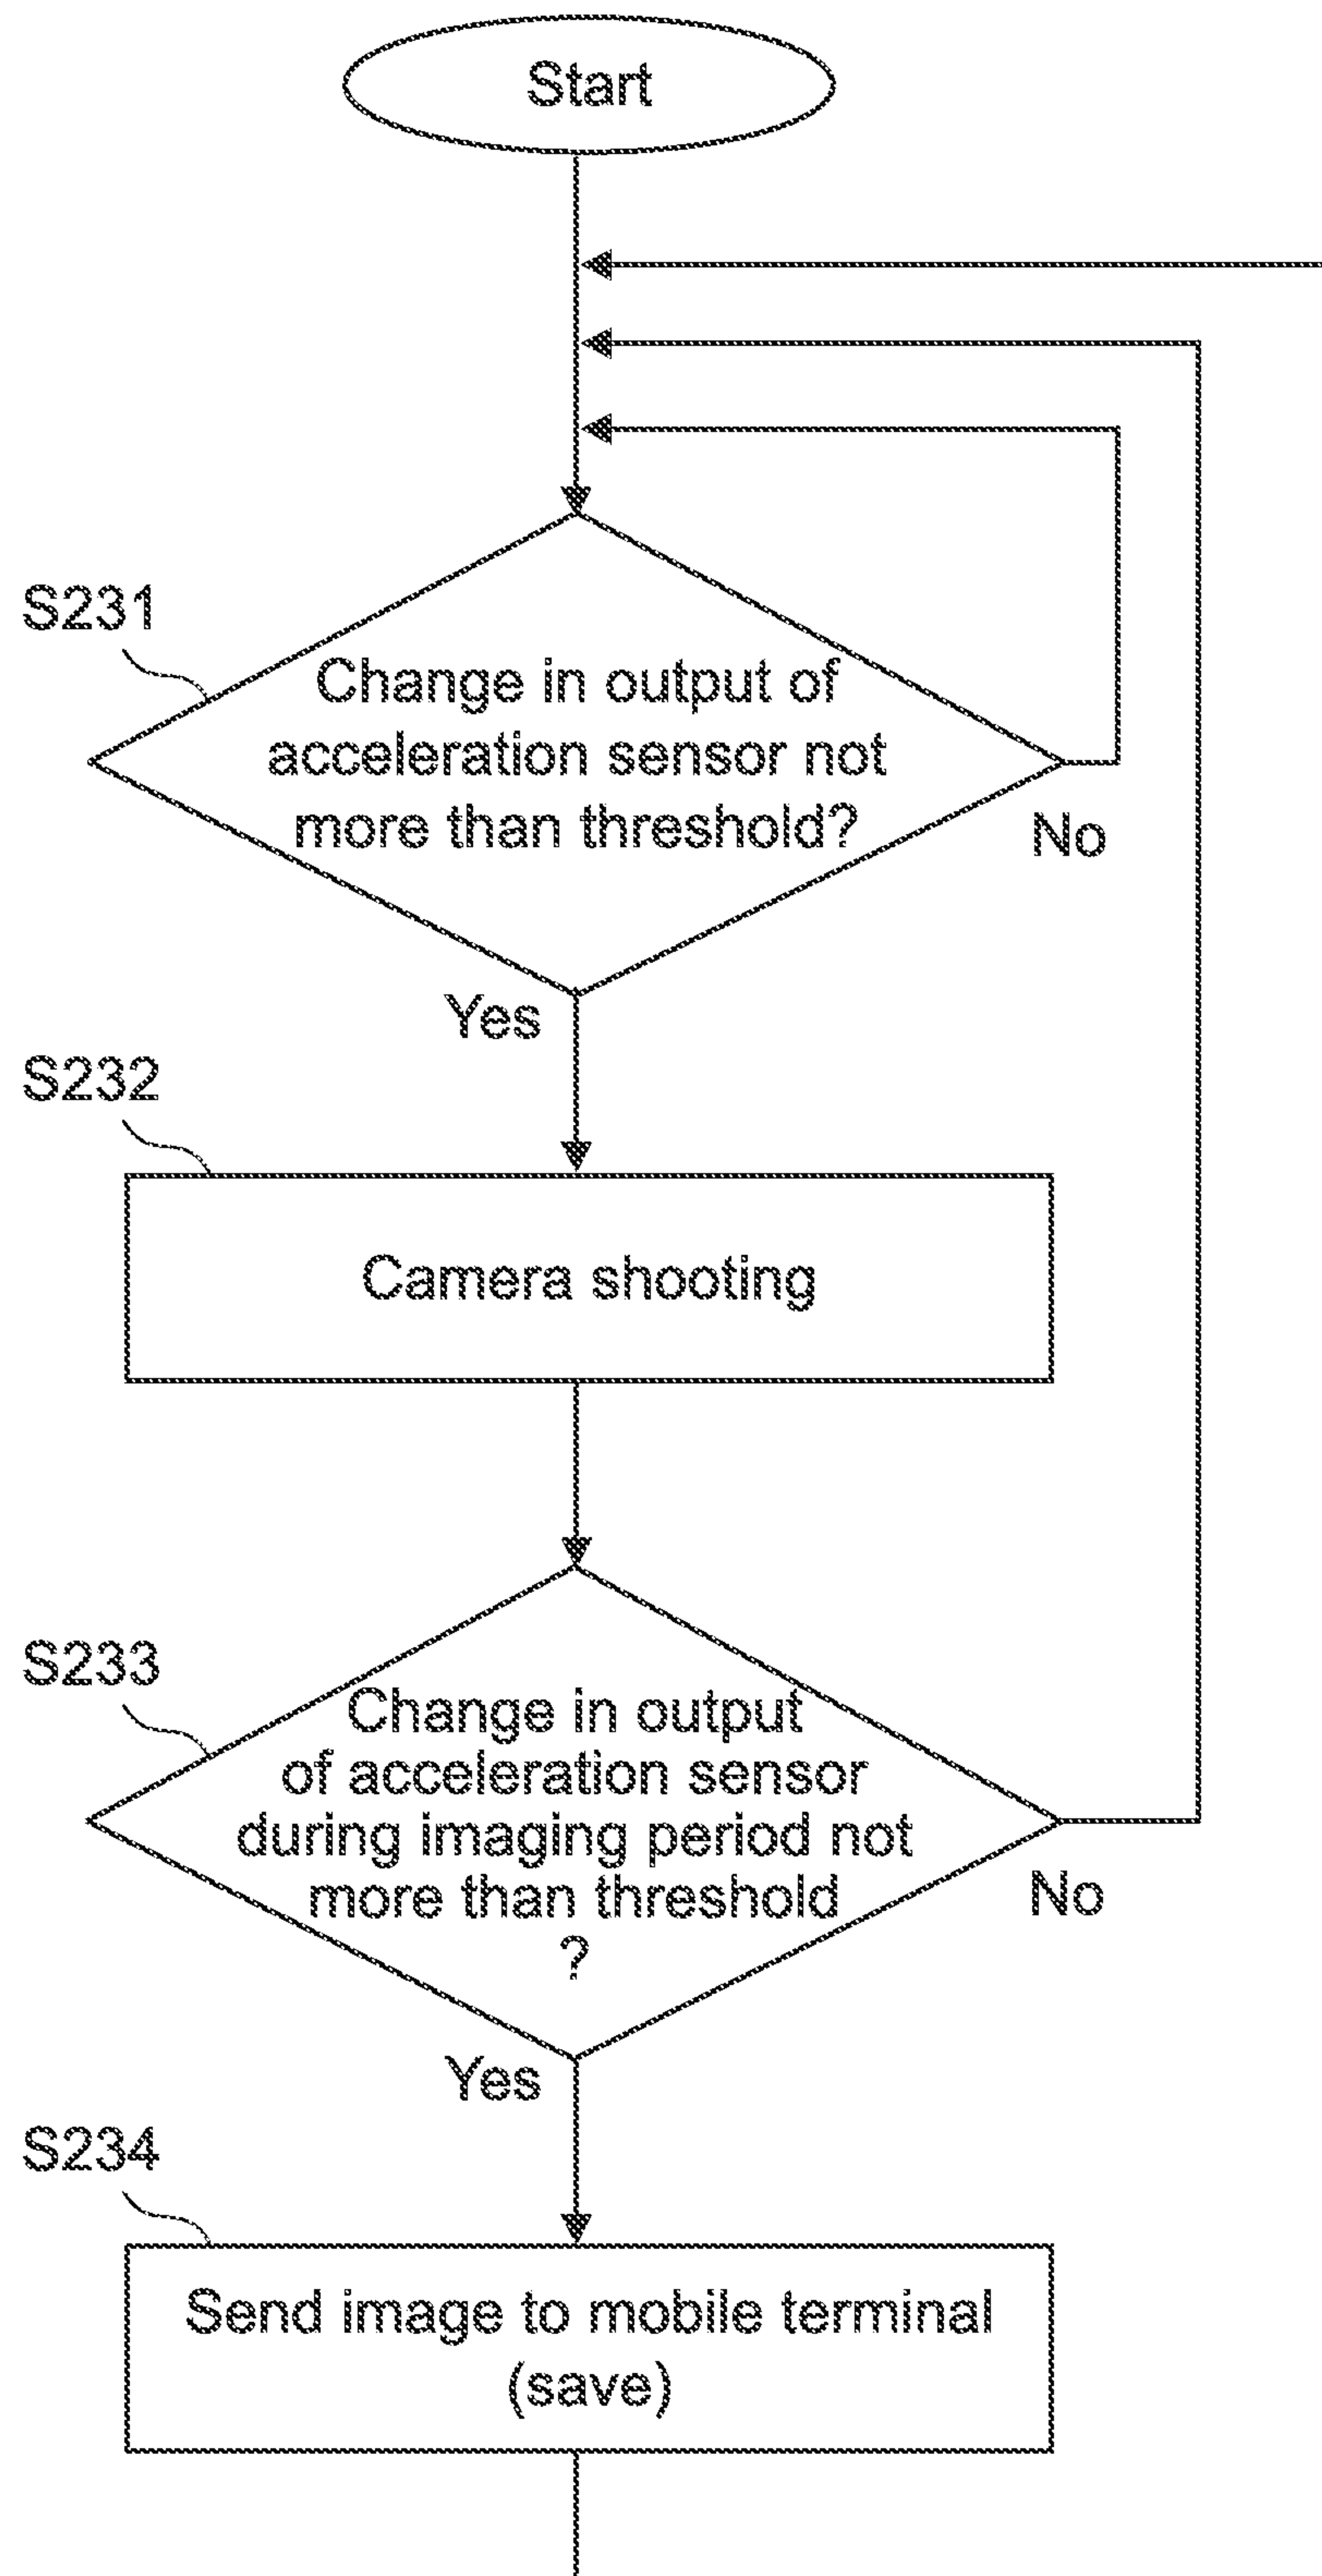 Start
S231
Change in output of
acceleration sensor not
more than threshold?
No
Yes
S232
Camera shooting
S233
Change in output
of acceleration sensor
during imaging period not
more than threshold
?
No
Yes
S234
Send image to mobile terminal
(save)